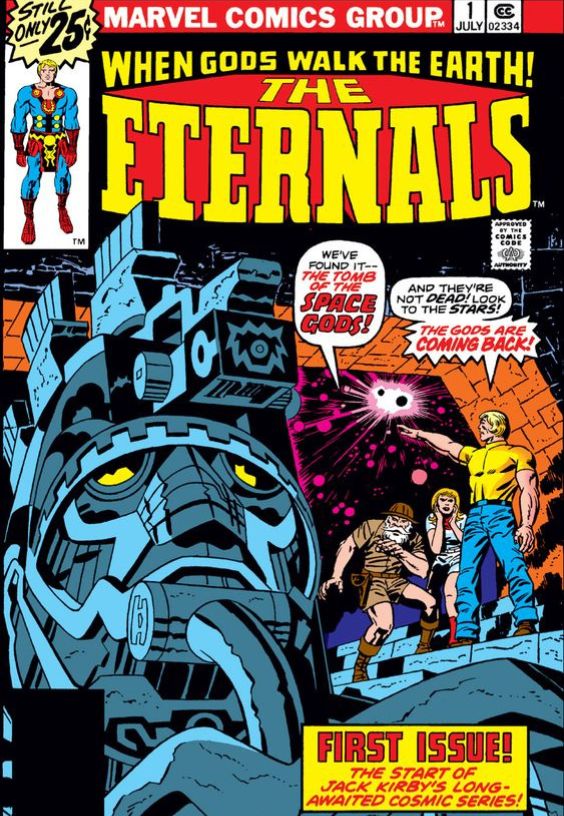 STILL
ONLY 25¢
MARVEL COMICS GROUP™
1
JULY
CC
02334
WHEN GODS WALK THE EARTH!
THE
ETERNALS™
TM
APPROVED
BY THE
COMICS
CODE
CA
AUTHORITY
WE'VE
FOUND IT--
THE TOMB
OF THE
SPACE
GODS!
AND THEY'RE
NOT DEAD! LOOK
TO THE STARS!
THE GODS ARE
COMING BACK!
FIRST ISSUE!
THE START OF
JACK KIRBY'S LONG-
AWAITED COSMIC SERIES!